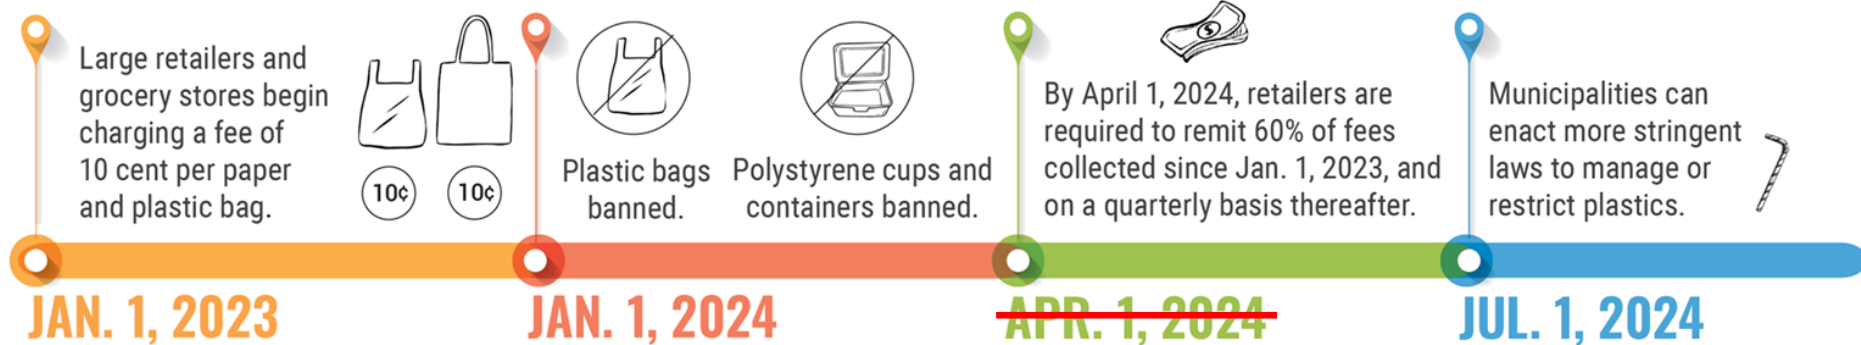 Large retailers and
grocery stores begin
charging a fee of
10 cent per paper
and plastic bag.
10¢
10¢
JAN. 1, 2023
Plastic bags
banned.
Polystyrene cups and
containers banned.
JAN. 1, 2024
$
By April 1, 2024, retailers are
required to remit 60% of fees
collected since Jan. 1, 2023, and
on a quarterly basis thereafter.
APR. 1, 2024
Municipalities can
enact more stringent
laws to manage or
restrict plastics.
JUL. 1, 2024